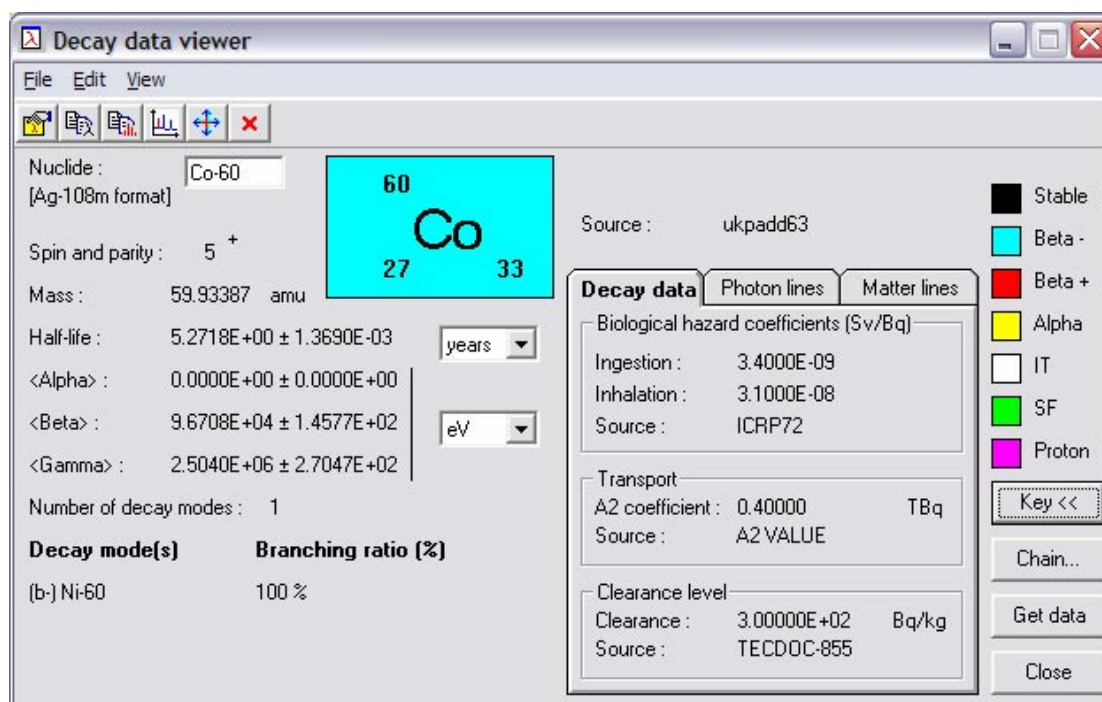 Decay data viewer
File Edit View
Nuclide : Co-60
[Ag-108m format]
60
Co
27 33
Spin and parity : 5 +
Mass : 59.93387 amu
Half-life : 5.2718E+00 ± 1.3690E-03 years
<Alpha> : 0.0000E+00 ± 0.0000E+00
<Beta> : 9.6708E+04 ± 1.4577E+02 eV
<Gamma> : 2.5040E+06 ± 2.7047E+02
Number of decay modes : 1
Decay mode(s) Branching ratio (%)
(b-) Ni-60 100 %
Source : ukpadd63
Decay data Photon lines Matter lines
Biological hazard coefficients (Sv/Bq)
Ingestion : 3.4000E-09
Inhalation : 3.1000E-08
Source : ICRP72
Transport
A2 coefficient : 0.40000 TBq
Source : A2 VALUE
Clearance level
Clearance : 3.00000E+02 Bq/kg
Source : TECDOC-855
Stable
Beta -
Beta +
Alpha
IT
SF
Proton
Key <<
Chain...
Get data
Close